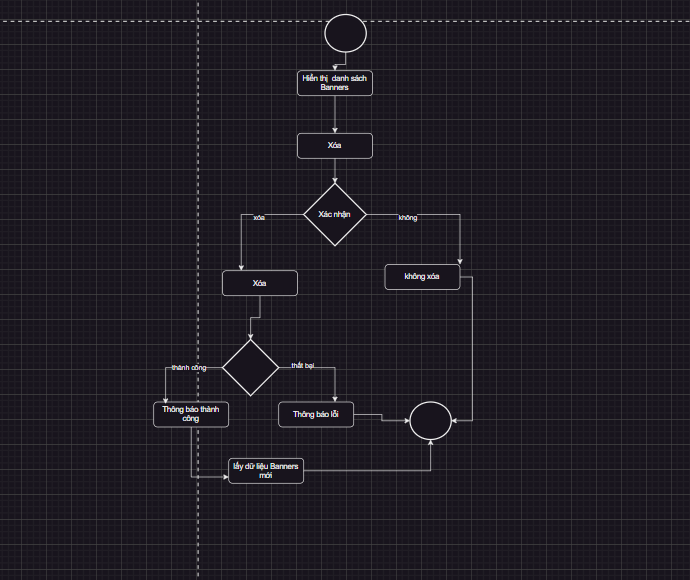 Hiển thị danh sách
Banners
Xóa
Xác nhận
xóa
không
không xóa
Xóa
thành công
thất bại
Thông báo thành
công
Thông báo lỗi
lấy dữ liệu Banners
mới